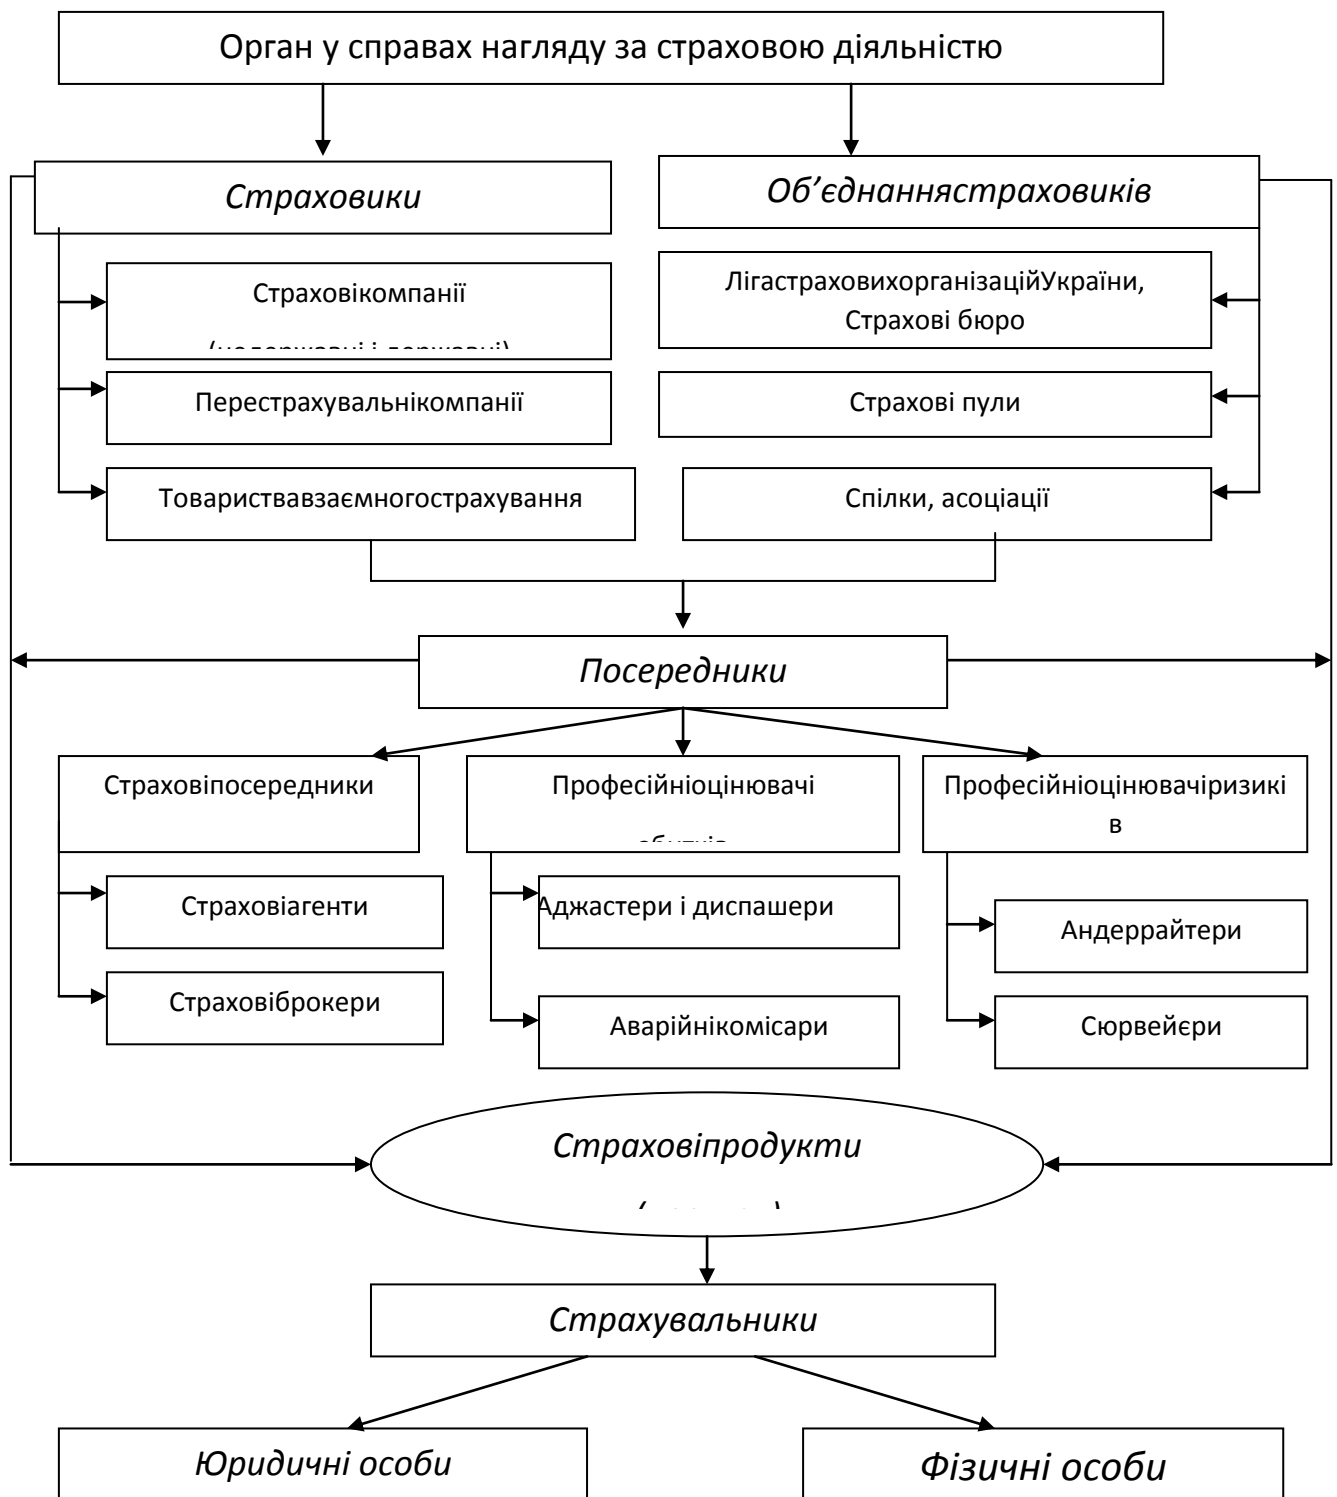 Орган у справах нагляду за страховою діяльністю
Страховики
Об’єднаннястраховиків
Страховікомпанії
ЛігастраховихорганізаційУкраїни,
Страхові бюро
Перестрахувальнікомпанії
Страхові пули
Товариствавзаємногострахування
Спілки, асоціації
Посередники
Страховіпосередники
Професійніоцінювачі
Професійніоцінювачіризикі
в
Страховіагенти
Страховіброкери
Аджастери і диспашери
Аварійнікомісари
Андеррайтери
Сюрвейєри
Страховіпродукти
Страхувальники
Юридичні особи
Фізичні особи